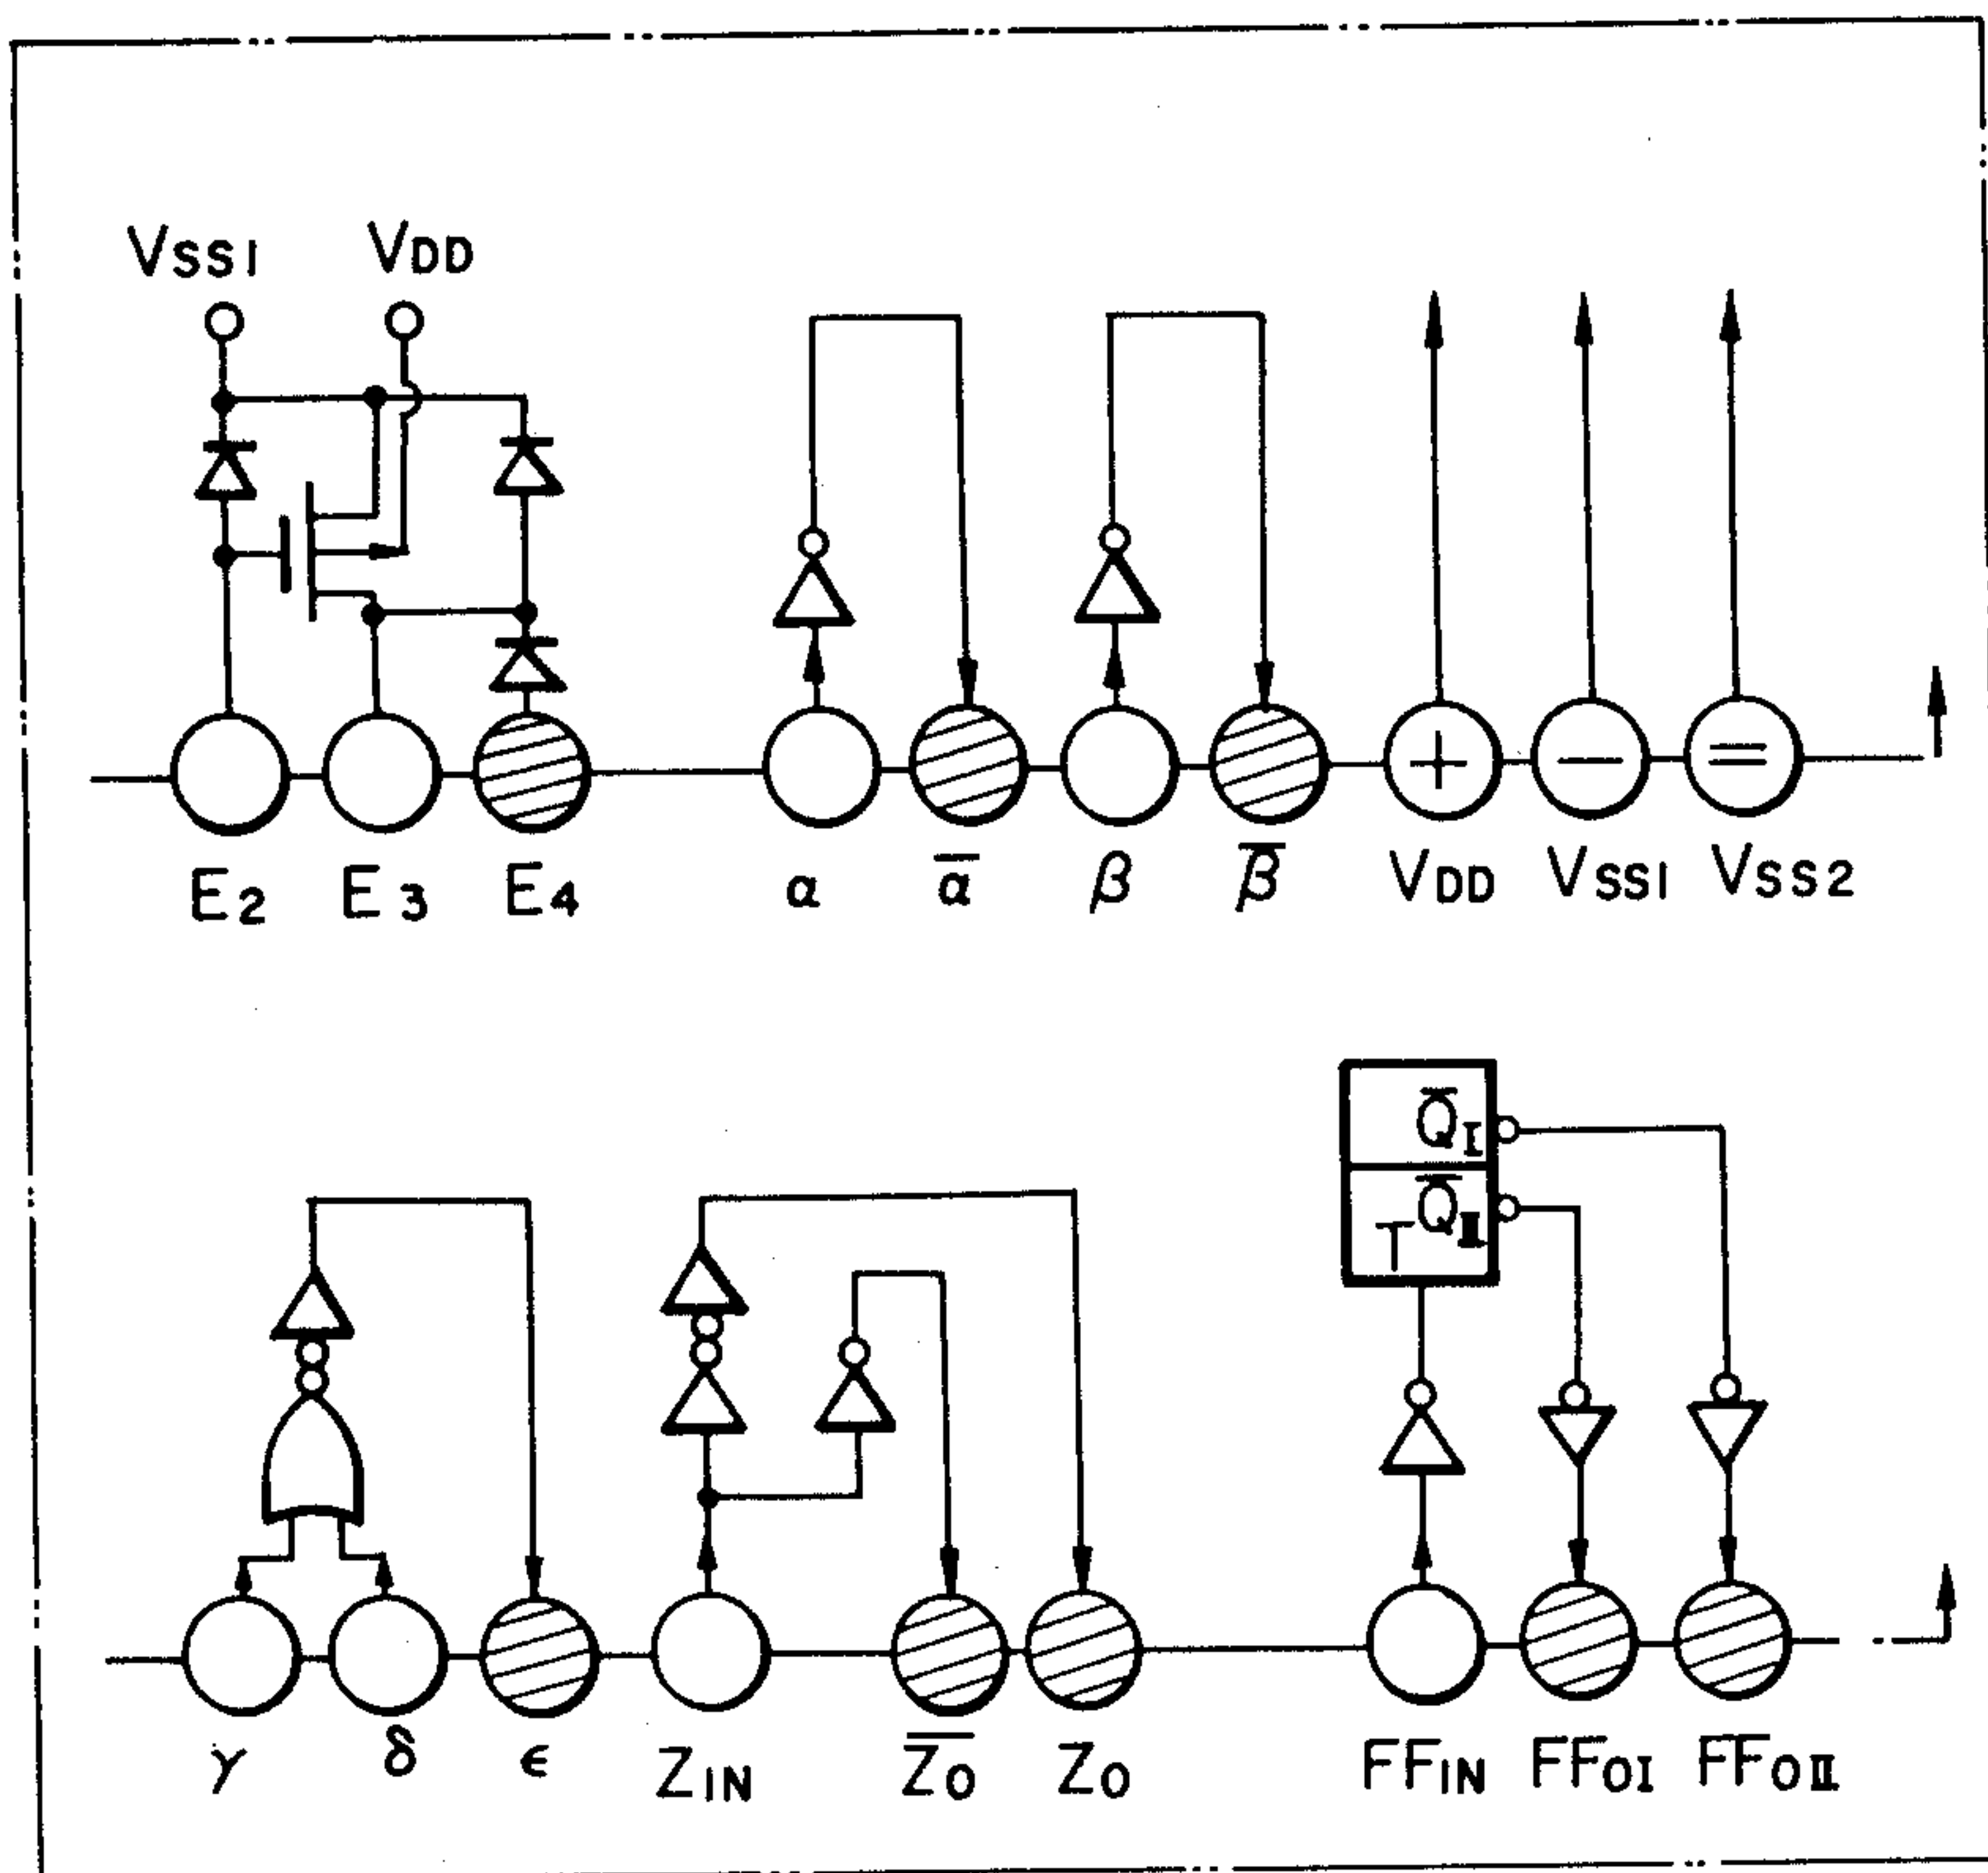 VSS1 VDD
+ − =
E2 E3 E4 α α̅ β β̅ VDD VSS1 VSS2
Q̅I
T Q̅II
γ δ ϵ ZIN Z̅O̅ ZO FFIN FFOI FFOII